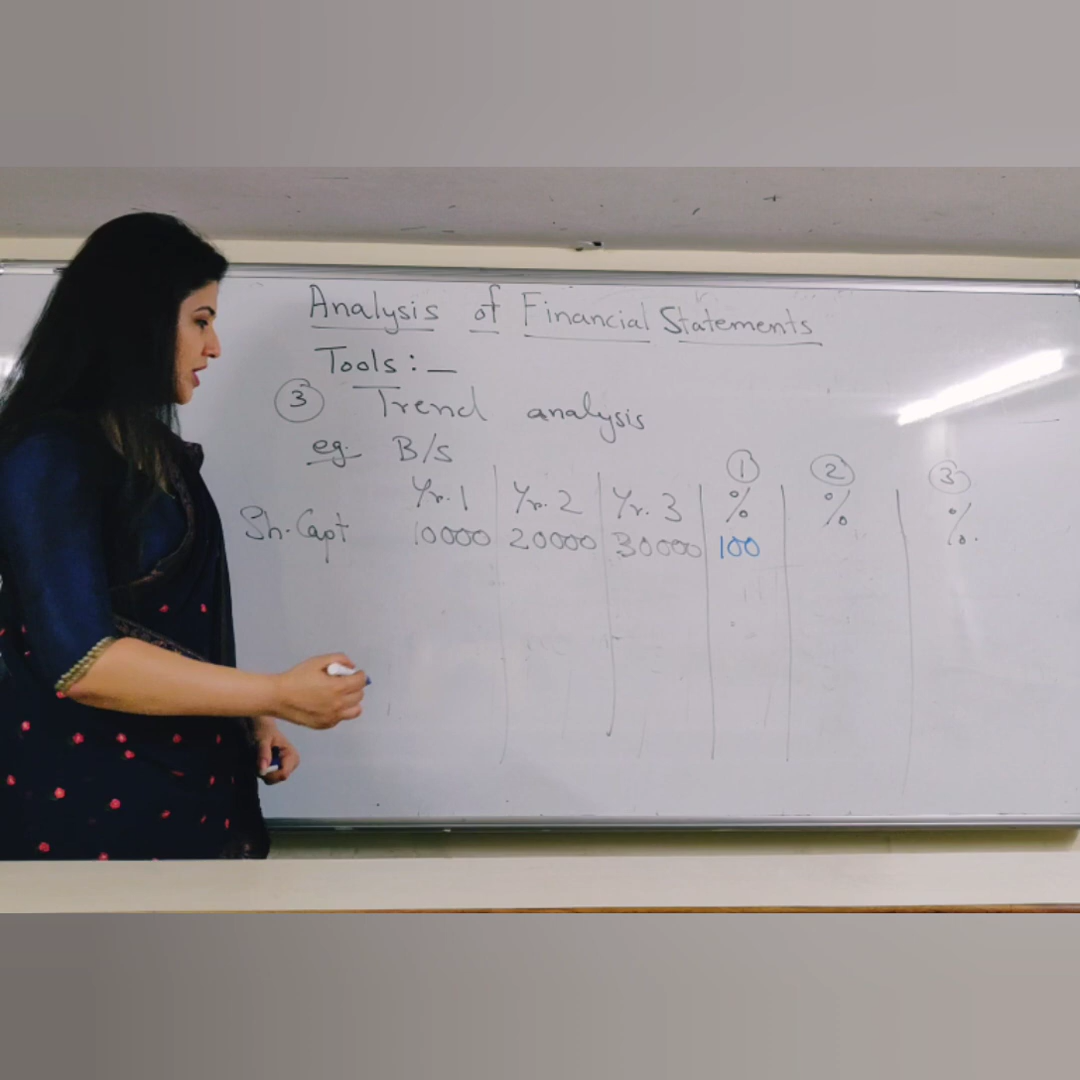 Analysis of Financial Statements
Tools:-
3 Trend analysis
eg. B/S
1 2 3
Yr. 1 Yr. 2 Yr. 3 % % %.
Sh. Capt 10000 20000 30000 100